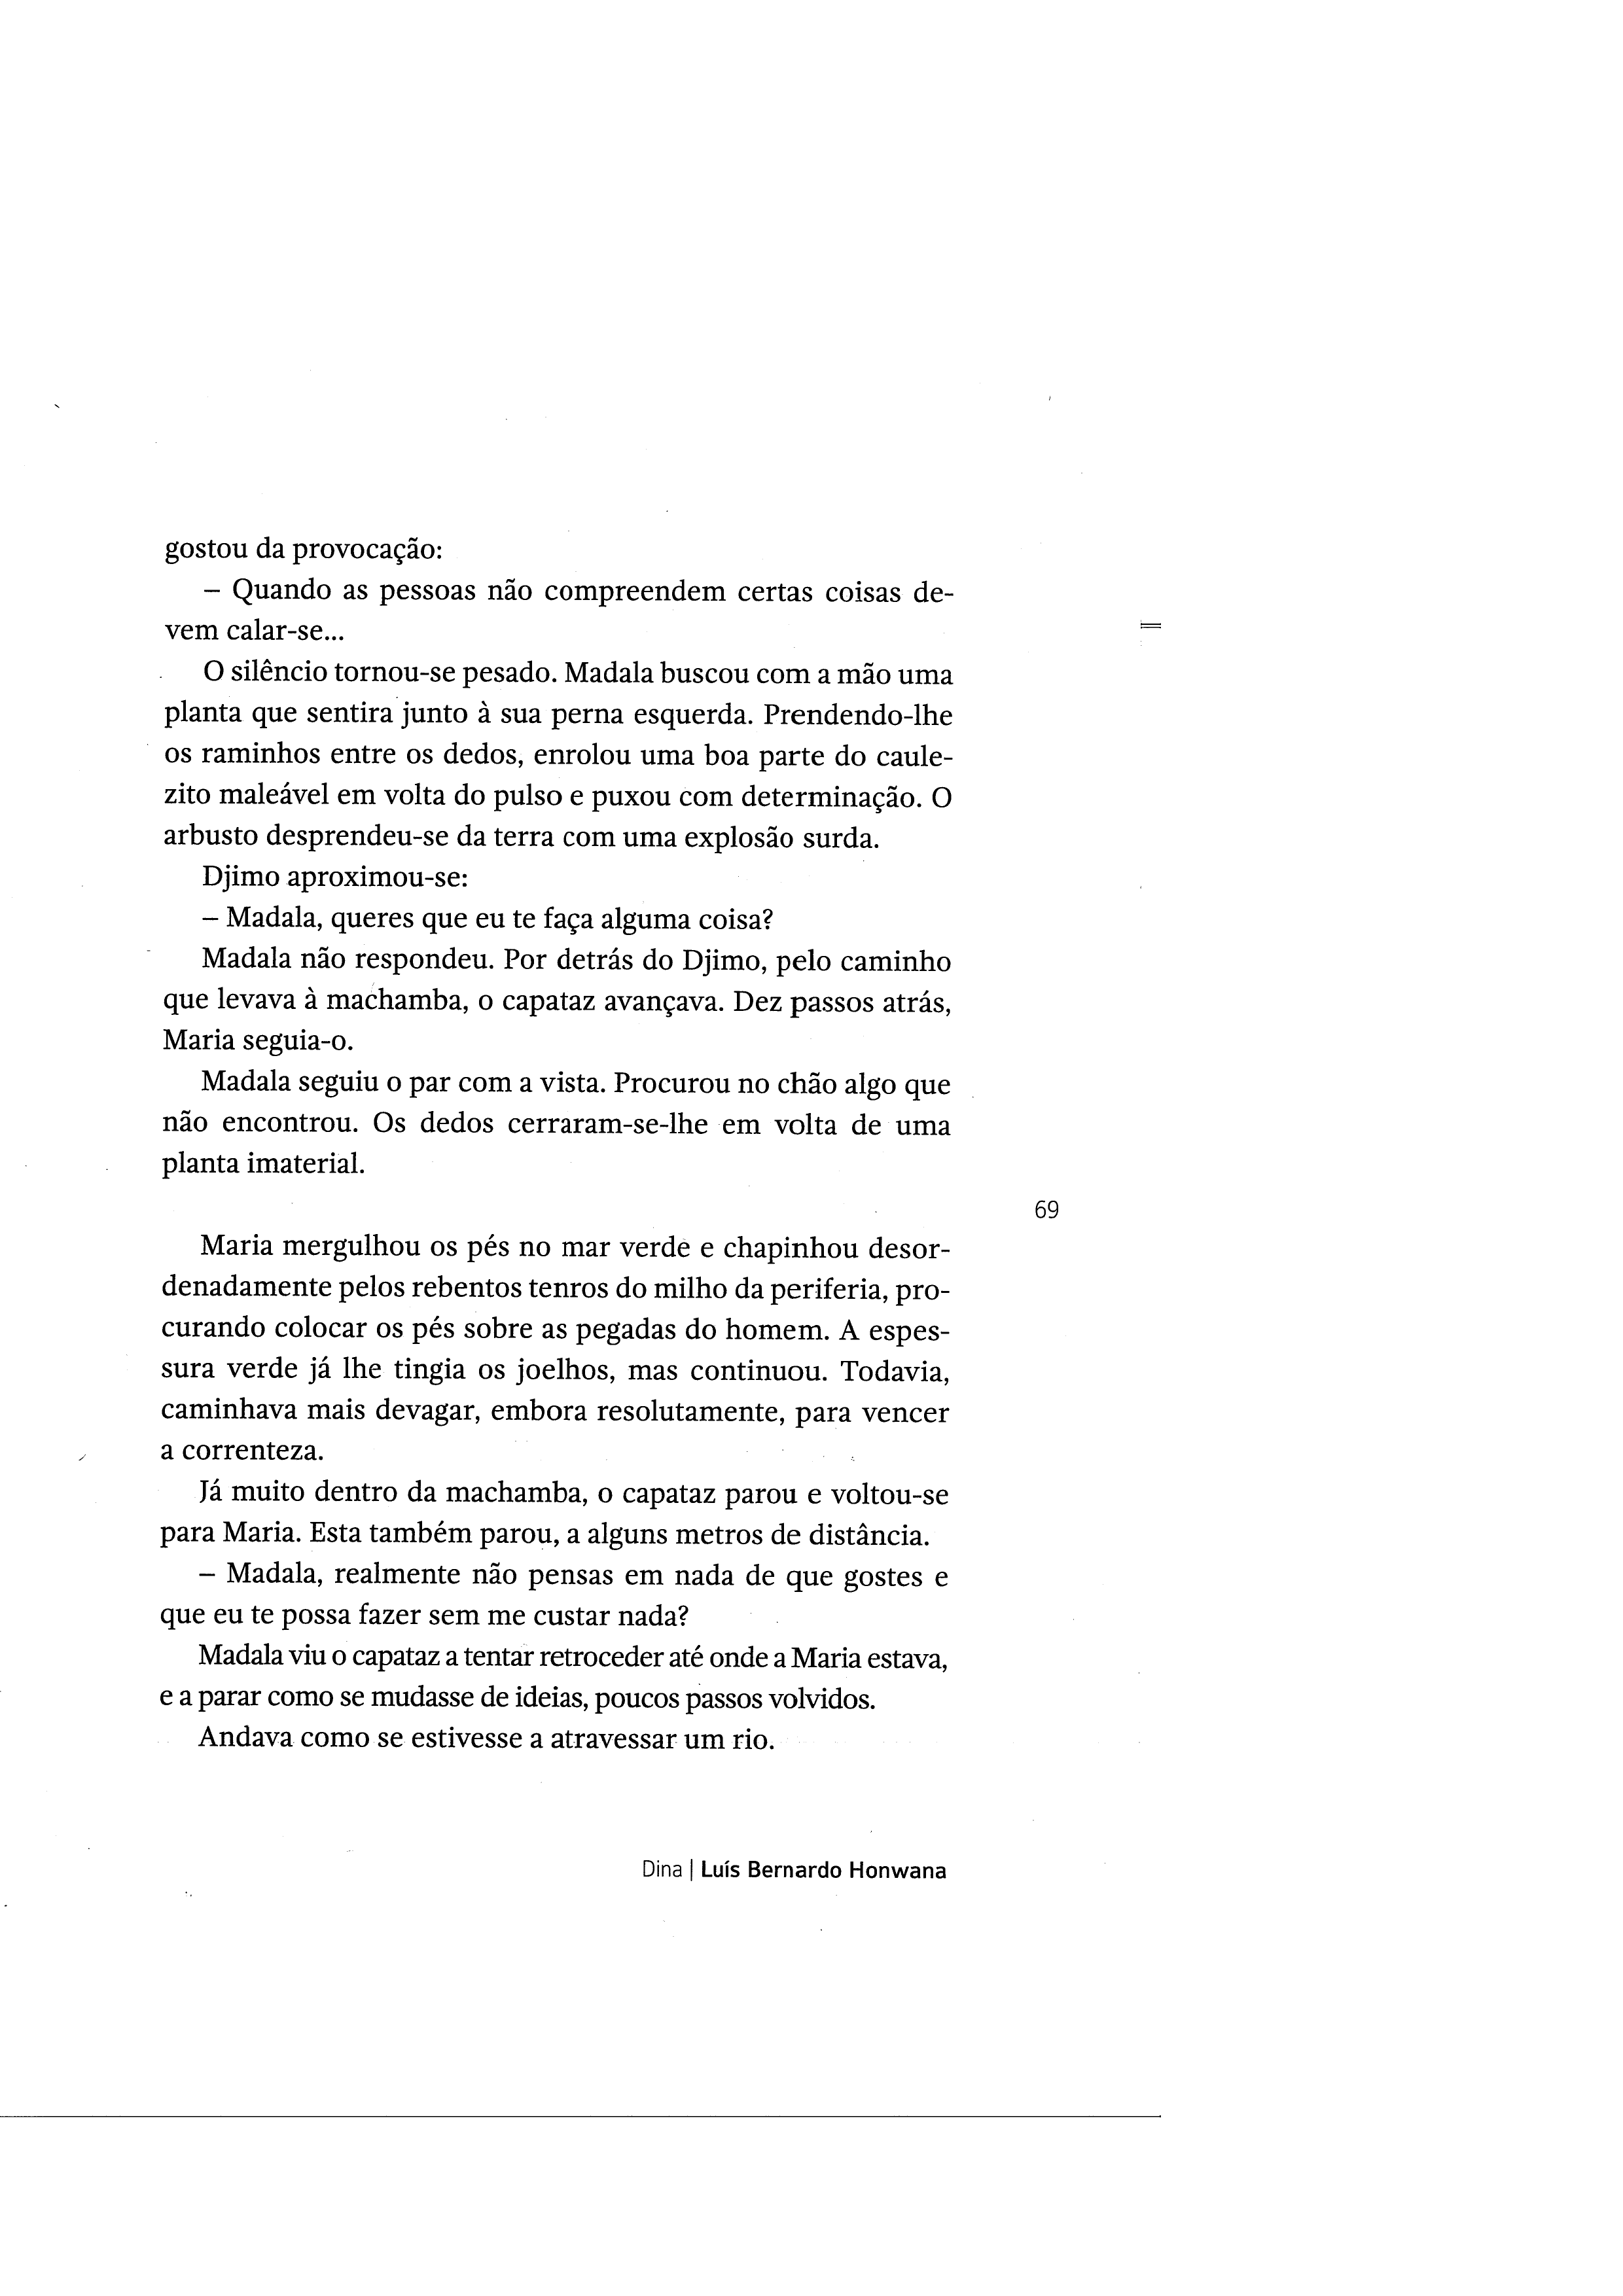 gostou da provocação:
– Quando as pessoas não compreendem certas coisas de-
vem calar-se...
O silêncio tornou-se pesado. Madala buscou com a mão uma
planta que sentira junto à sua perna esquerda. Prendendo-lhe
os raminhos entre os dedos, enrolou uma boa parte do caule-
zito maleável em volta do pulso e puxou com determinação. O
arbusto desprendeu-se da terra com uma explosão surda.
Djimo aproximou-se:
– Madala, queres que eu te faça alguma coisa?
Madala não respondeu. Por detrás do Djimo, pelo caminho
que levava à machamba, o capataz avançava. Dez passos atrás,
Maria seguia-o.
Madala seguiu o par com a vista. Procurou no chão algo que
não encontrou. Os dedos cerraram-se-lhe em volta de uma
planta imaterial.
69
Maria mergulhou os pés no mar verde e chapinhou desor-
denadamente pelos rebentos tenros do milho da periferia, pro-
curando colocar os pés sobre as pegadas do homem. A espes-
sura verde já lhe tingia os joelhos, mas continuou. Todavia,
caminhava mais devagar, embora resolutamente, para vencer
a correnteza.
Já muito dentro da machamba, o capataz parou e voltou-se
para Maria. Esta também parou, a alguns metros de distância.
– Madala, realmente não pensas em nada de que gostes e
que eu te possa fazer sem me custar nada?
Madala viu o capataz a tentar retroceder até onde a Maria estava,
e a parar como se mudasse de ideias, poucos passos volvidos.
Andava como se estivesse a atravessar um rio.
Dina | Luís Bernardo Honwana